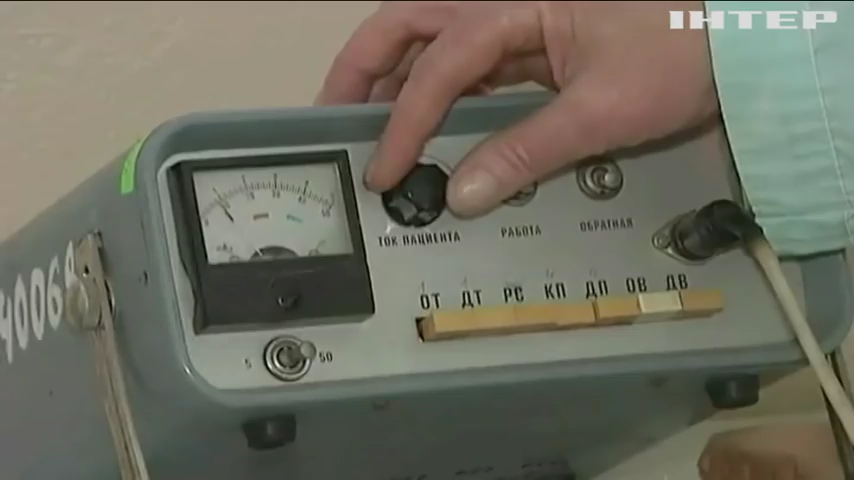 ІНТЕР
ТОК ПАЦИЕНТА
РАБОТА
ОБРАТНАЯ
ОТ ДТ РС КП ДП ОВ ДВ
5 50